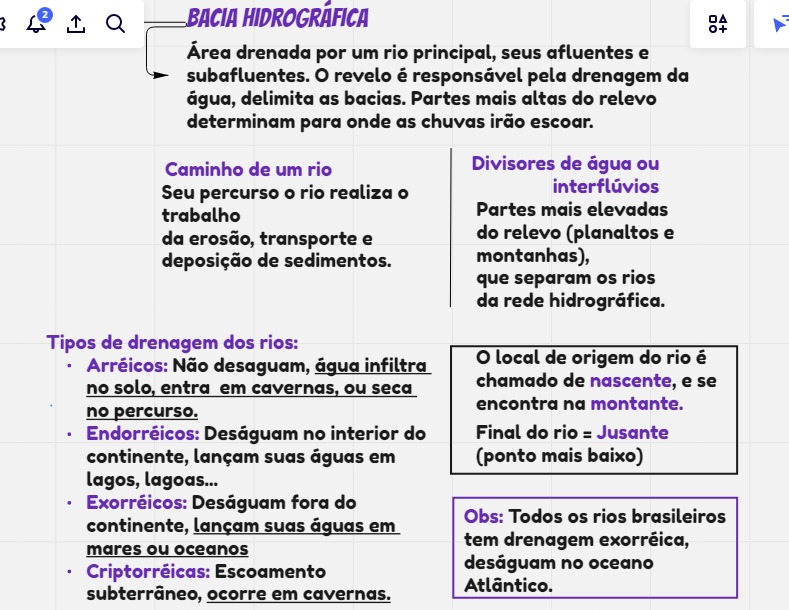 2
BACIA HIDROGRÁFICA
Área drenada por um rio principal, seus afluentes e
subafluentes. O revelo é responsável pela drenagem da
água, delimita as bacias. Partes mais altas do relevo
determinam para onde as chuvas irão escoar.
Caminho de um rio
Seu percurso o rio realiza o
trabalho
da erosão, transporte e
deposição de sedimentos.
Divisores de água ou
interflúvios
Partes mais elevadas
do relevo (planaltos e
montanhas),
que separam os rios
da rede hidrográfica.
Tipos de drenagem dos rios:
• Arréicos: Não desaguam, água infiltra
no solo, entra em cavernas, ou seca
no percurso.
• Endorréicos: Deságuam no interior do
continente, lançam suas águas em
lagos, lagoas...
• Exorréicos: Deságuam fora do
continente, lançam suas águas em
mares ou oceanos
• Criptorréicas: Escoamento
subterrâneo, ocorre em cavernas.
O local de origem do rio é
chamado de nascente, e se
encontra na montante.
Final do rio = Jusante
(ponto mais baixo)
Obs: Todos os rios brasileiros
tem drenagem exorréica,
deságuam no oceano
Atlântico.